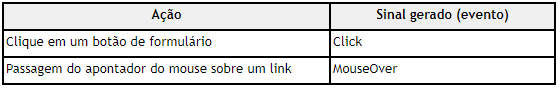 Ação Sinal gerado (evento)
Clique em um botão de formulário Click
Passagem do apontador do mouse sobre um link MouseOver